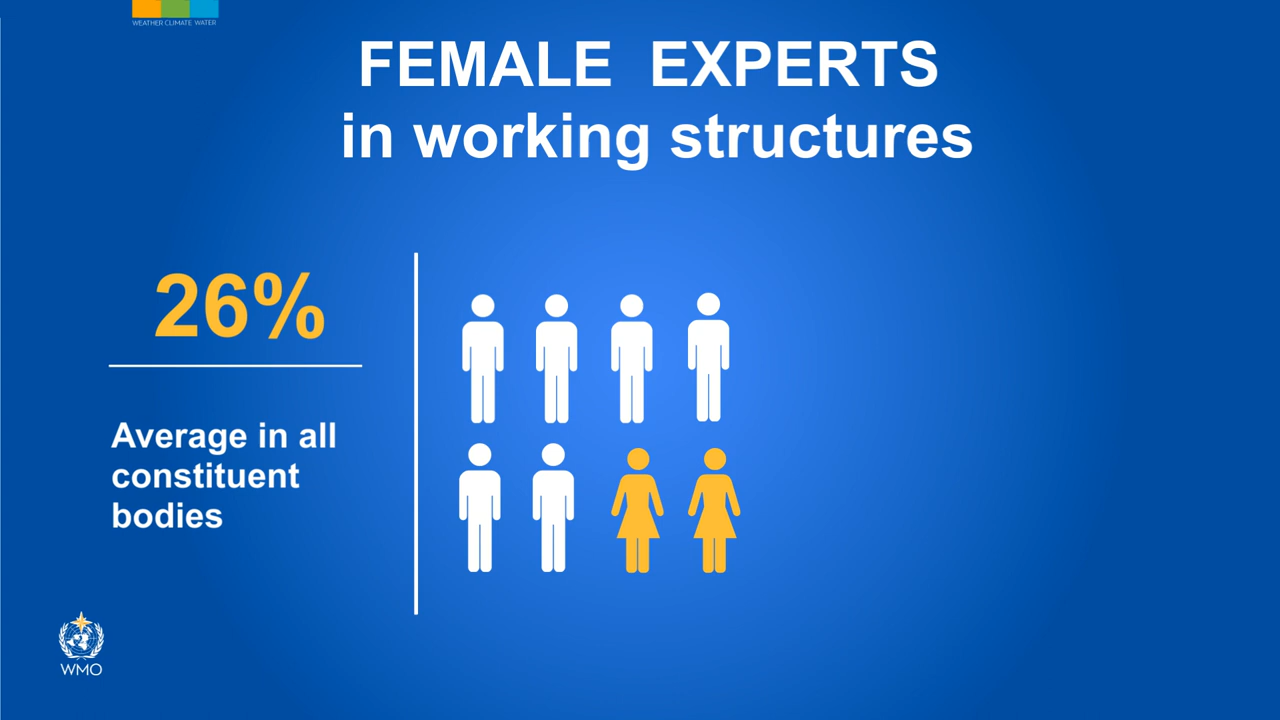 WEATHER CLIMATE WATER
FEMALE EXPERTS
in working structures
26%
Average in all
constituent
bodies
WMO